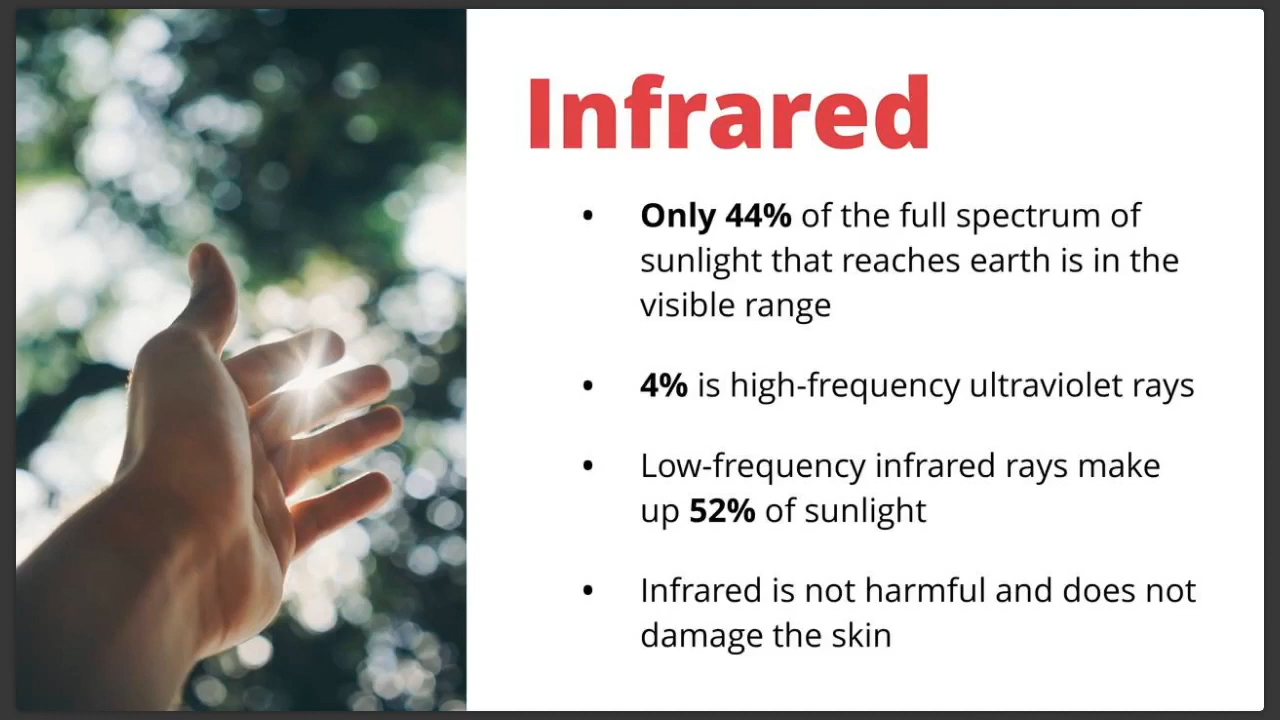 Infrared
• Only 44% of the full spectrum of
sunlight that reaches earth is in the
visible range
• 4% is high-frequency ultraviolet rays
• Low-frequency infrared rays make
up 52% of sunlight
• Infrared is not harmful and does not
damage the skin